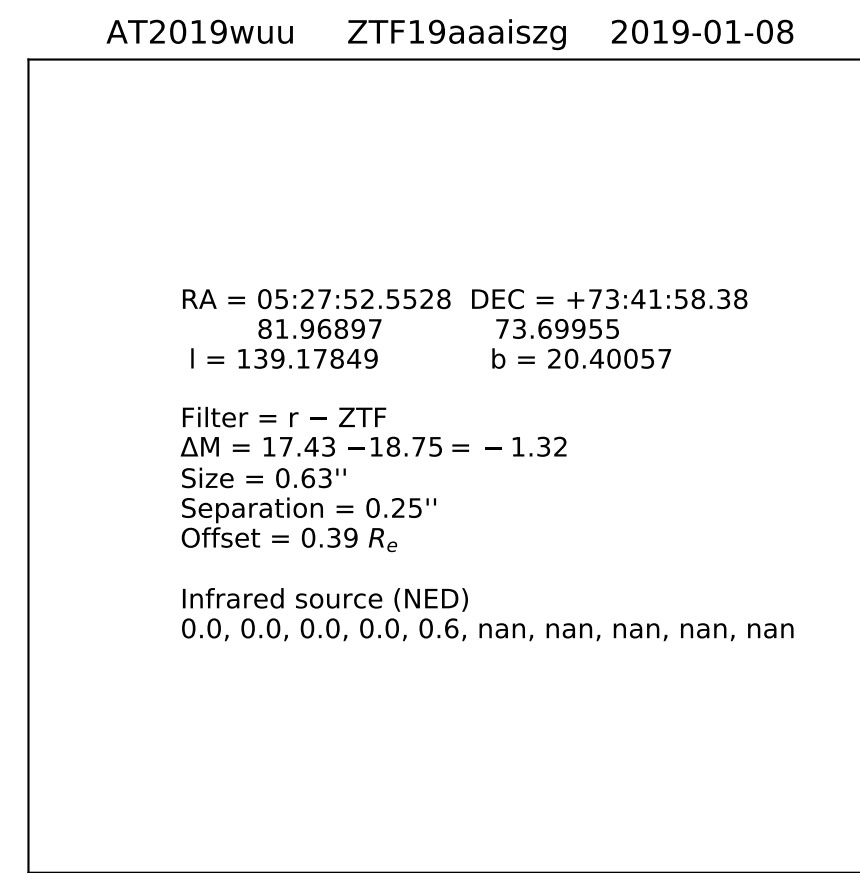 AT2019wuu ZTF19aaaiszg 2019-01-08
RA = 05:27:52.5528 DEC = +73:41:58.38
81.96897 73.69955
l = 139.17849 b = 20.40057
Filter = r − ZTF
ΔM = 17.43 −18.75 = − 1.32
Size = 0.63''
Separation = 0.25''
Offset = 0.39 Rₑ
Infrared source (NED)
0.0, 0.0, 0.0, 0.0, 0.6, nan, nan, nan, nan, nan